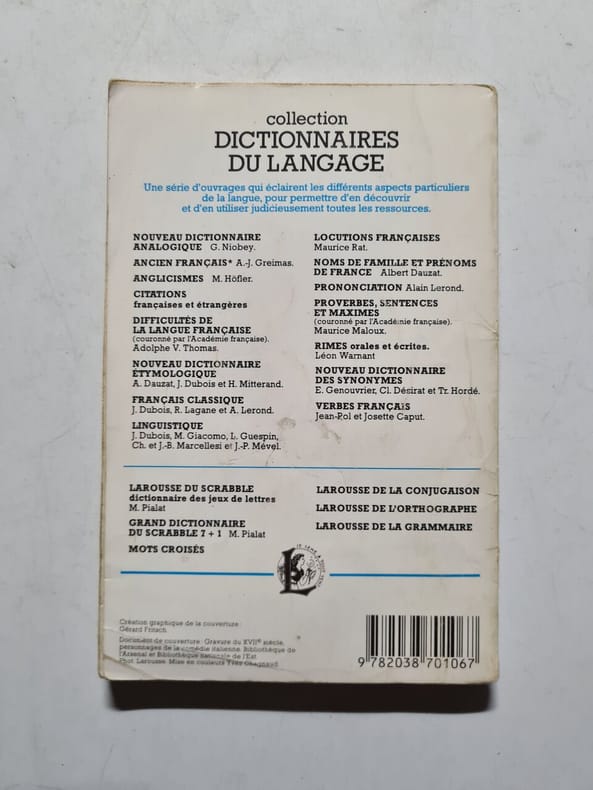 collection
DICTIONNAIRES
DU LANGAGE
Une série d'ouvrages qui éclairent les différents aspects particuliers
de la langue, pour permettre d'en découvrir
et d'en utiliser judicieusement toutes les ressources.
NOUVEAU DICTIONNAIRE
ANALOGIQUE G. Niobey.
ANCIEN FRANÇAIS* A.-J. Greimas.
ANGLICISMES M. Höfler.
CITATIONS
françaises et étrangères
DIFFICULTÉS DE
LA LANGUE FRANÇAISE
(couronné par l'Académie française).
Adolphe V. Thomas.
NOUVEAU DICTIONNAIRE
ÉTYMOLOGIQUE
A. Dauzat, J. Dubois et H. Mitterand.
FRANÇAIS CLASSIQUE
J. Dubois, R. Lagane et A. Lerond.
LINGUISTIQUE
J. Dubois, M. Giacomo, L. Guespin,
Ch. et J.-B. Marcellesi et J.-P. Mével.
LOCUTIONS FRANÇAISES
Maurice Rat.
NOMS DE FAMILLE ET PRÉNOMS
DE FRANCE Albert Dauzat.
PRONONCIATION Alain Lerond.
PROVERBES, SENTENCES
ET MAXIMES
(couronné par l'Académie française).
Maurice Maloux.
RIMES orales et écrites.
Léon Warnant
NOUVEAU DICTIONNAIRE
DES SYNONYMES
E. Genouvrier, Cl. Désirat et Tr. Hordé.
VERBES FRANÇAIS
Jean-Pol et Josette Caput.
LAROUSSE DU SCRABBLE
dictionnaire des jeux de lettres
M. Pialat
GRAND DICTIONNAIRE
DU SCRABBLE 7 + 1 M. Pialat
MOTS CROISÉS
LAROUSSE DE LA CONJUGAISON
LAROUSSE DE L'ORTHOGRAPHE
LAROUSSE DE LA GRAMMAIRE
Création graphique de la couverture :
Gérard Fritsch.
Document de couverture : Gravure du XVIIe siècle,
personnages de la comédie italienne. Bibliothèque de
l'Arsenal et Bibliothèque nationale de l'Est
Phot. Larousse. Mise en couleurs Yves
9 782038 701067